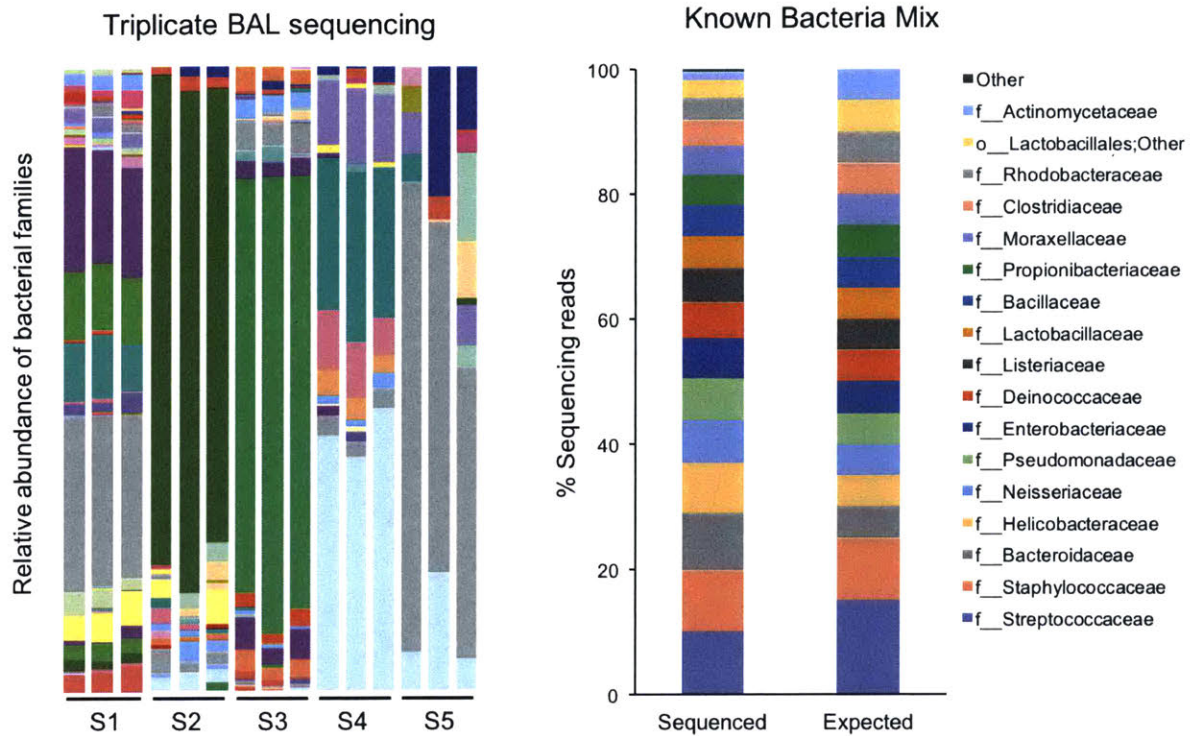 Triplicate BAL sequencing
Relative abundance of bacterial families
S1
S2
S3
S4
S5
Known Bacteria Mix
% Sequencing reads
100
80
60
40
20
0
Sequenced
Expected
Other
f__Actinomycetaceae
o__Lactobacillales;Other
f__Rhodobacteraceae
f__Clostridiaceae
f__Moraxellaceae
f__Propionibacteriaceae
f__Bacillaceae
f__Lactobacillaceae
f__Listeriaceae
f__Deinococcaceae
f__Enterobacteriaceae
f__Pseudomonadaceae
f__Neisseriaceae
f__Helicobacteraceae
f__Bacteroidaceae
f__Staphylococcaceae
f__Streptococcaceae